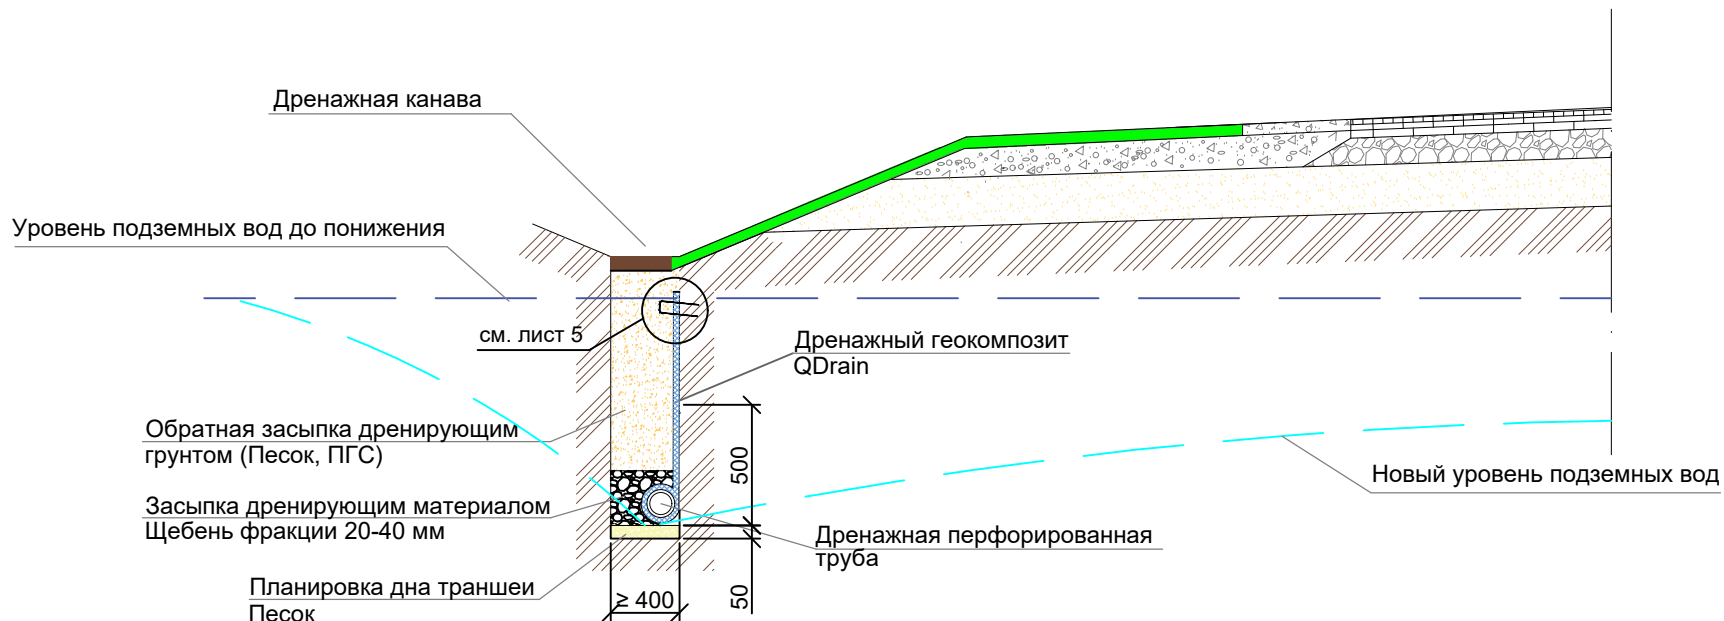 Дренажная канава
Уровень подземных вод до понижения
см. лист 5
Дренажный геокомпозит
QDrain
Обратная засыпка дренирующим
грунтом (Песок, ПГС)
500
Новый уровень подземных вод
Засыпка дренирующим материалом
Щебень фракции 20-40 мм
Дренажная перфорированная
труба
Планировка дна траншеи
Песок
≥ 400
50